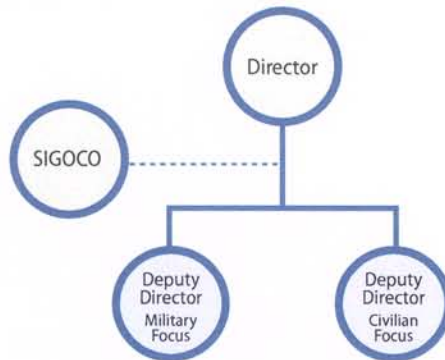 Director
SIGOCO
Deputy
Director
Military
Focus
Deputy
Director
Civilian
Focus